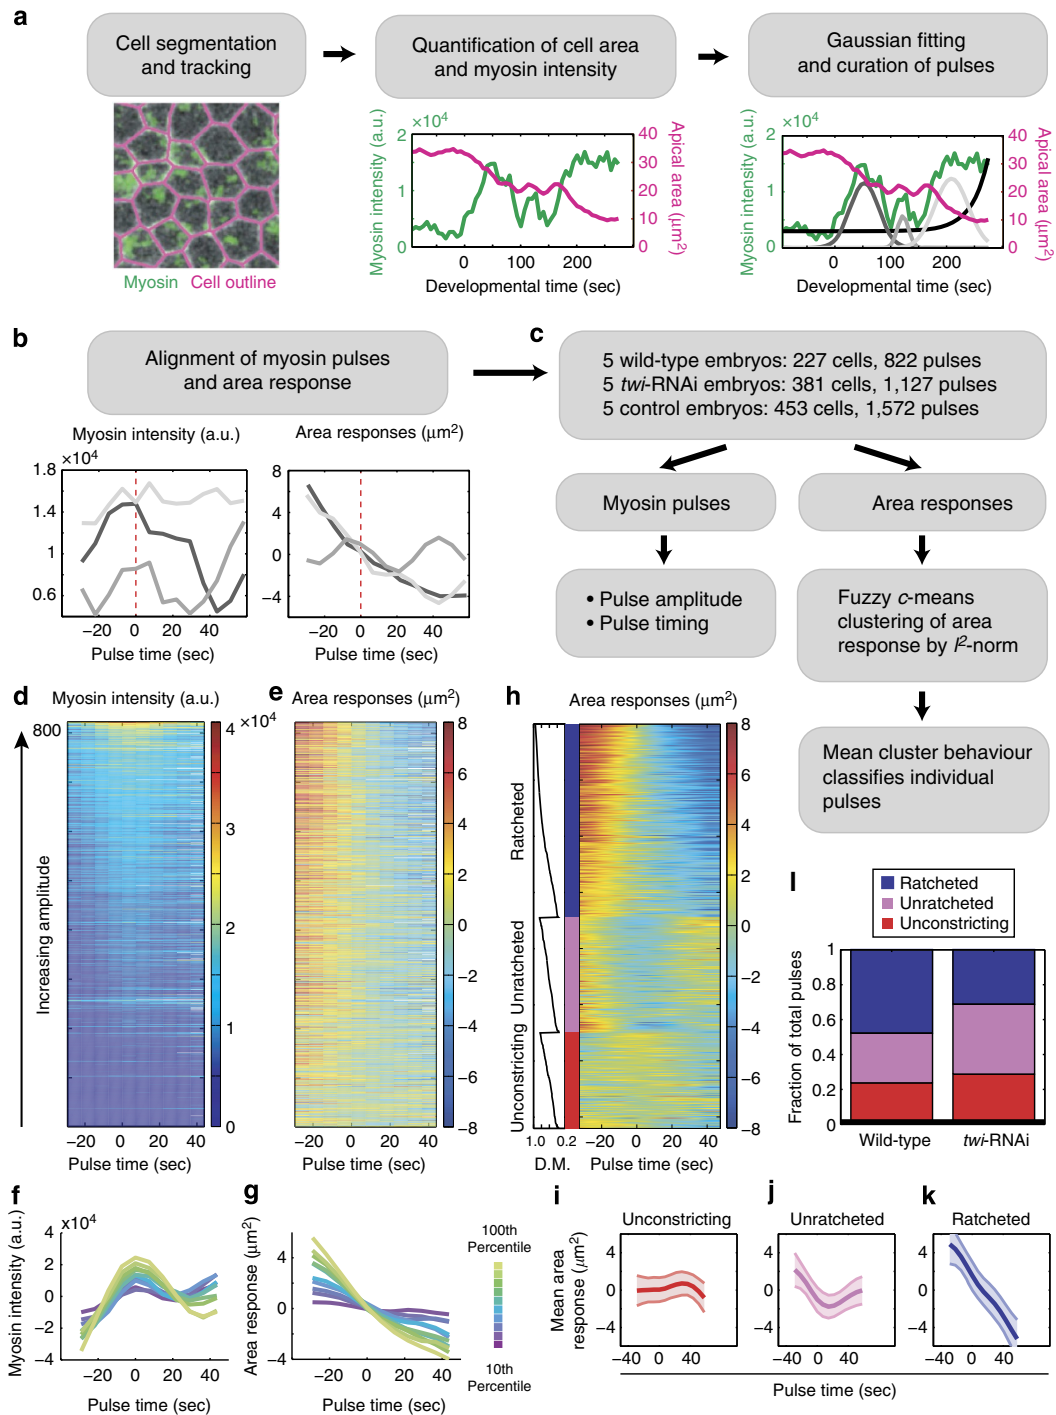 a
Cell segmentation
and tracking
Quantification of cell area
and myosin intensity
Gaussian fitting
and curation of pulses
Myosin Cell outline
×10⁴
2
1
0
Myosin intensity (a.u.)
40
30
20
10
0
Apical area (μm²)
0 100 200
Developmental time (sec)
×10⁴
2
1
0
Myosin intensity (a.u.)
40
30
20
10
0
Apical area (μm²)
0 100 200
Developmental time (sec)
b
Alignment of myosin pulses
and area response
Myosin intensity (a.u.)
×10⁴
1.8
1.4
1
0.6
−20 0 20 40
Pulse time (sec)
Area responses (μm²)
8
4
0
−4
−20 0 20 40
Pulse time (sec)
c
5 wild-type embryos: 227 cells, 822 pulses
5 twi-RNAi embryos: 381 cells, 1,127 pulses
5 control embryos: 453 cells, 1,572 pulses
Myosin pulses
Area responses
• Pulse amplitude
• Pulse timing
Fuzzy c-means
clustering of area
response by l²-norm
Mean cluster behaviour
classifies individual
pulses
d
Myosin intensity (a.u.)
800
Increasing amplitude
×10⁴
4
3
2
1
0
−20 0 20 40
Pulse time (sec)
e
Area responses (μm²)
8
6
4
2
0
−2
−4
−6
−8
−20 0 20 40
Pulse time (sec)
h
Area responses (μm²)
Ratcheted
Unratcheted
Unconstricting
1.0 0.2
D.M.
8
6
4
2
0
−2
−4
−6
−8
−20 0 20 40
Pulse time (sec)
l
Ratcheted
Unratcheted
Unconstricting
Fraction of total pulses
1
0.8
0.6
0.4
0.2
0
Wild-type
twi-RNAi
f
Myosin intensity (a.u.)
×10⁴
4
2
0
−2
−4
−20 0 20 40
Pulse time (sec)
g
Area response (μm²)
4
2
0
−2
−4
−20 0 20 40
Pulse time (sec)
100th
Percentile
10th
Percentile
i
Unconstricting
Mean area
response (μm²)
4
0
−4
−40 0 40
j
Unratcheted
4
0
−4
−40 0 40
k
Ratcheted
4
0
−4
−40 0 40
Pulse time (sec)